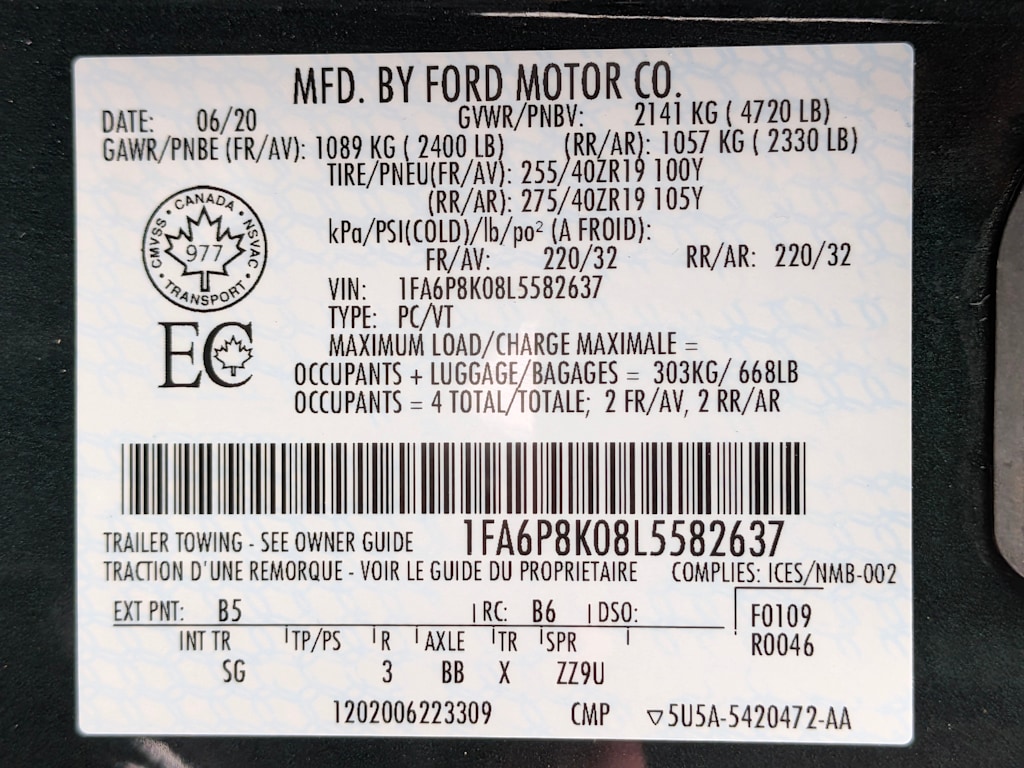 MFD. BY FORD MOTOR CO.
DATE: 06/20 GVWR/PNBV: 2141 KG ( 4720 LB)
GAWR/PNBE (FR/AV): 1089 KG ( 2400 LB) (RR/AR): 1057 KG ( 2330 LB)
TIRE/PNEU(FR/AV): 255/40ZR19 100Y
(RR/AR): 275/40ZR19 105Y
kPa/PSI(COLD)/lb/po² (A FROID):
FR/AV: 220/32 RR/AR: 220/32
VIN: 1FA6P8K08L5582637
TYPE: PC/VT
MAXIMUM LOAD/CHARGE MAXIMALE =
OCCUPANTS + LUGGAGE/BAGAGES = 303KG/ 668LB
OCCUPANTS = 4 TOTAL/TOTALE; 2 FR/AV, 2 RR/AR
CANADA
CMVSS 977 NSVAC
TRANSPORT
EC
1FA6P8K08L5582637
TRAILER TOWING - SEE OWNER GUIDE
TRACTION D'UNE REMORQUE - VOIR LE GUIDE DU PROPRIETAIRE COMPLIES: ICES/NMB-002
EXT PNT: B5 RC: B6 DSO: F0109
R0046
INT TR TP/PS R AXLE TR SPR
SG 3 BB X ZZ9U
1202006223309 CMP ▽5U5A-5420472-AA